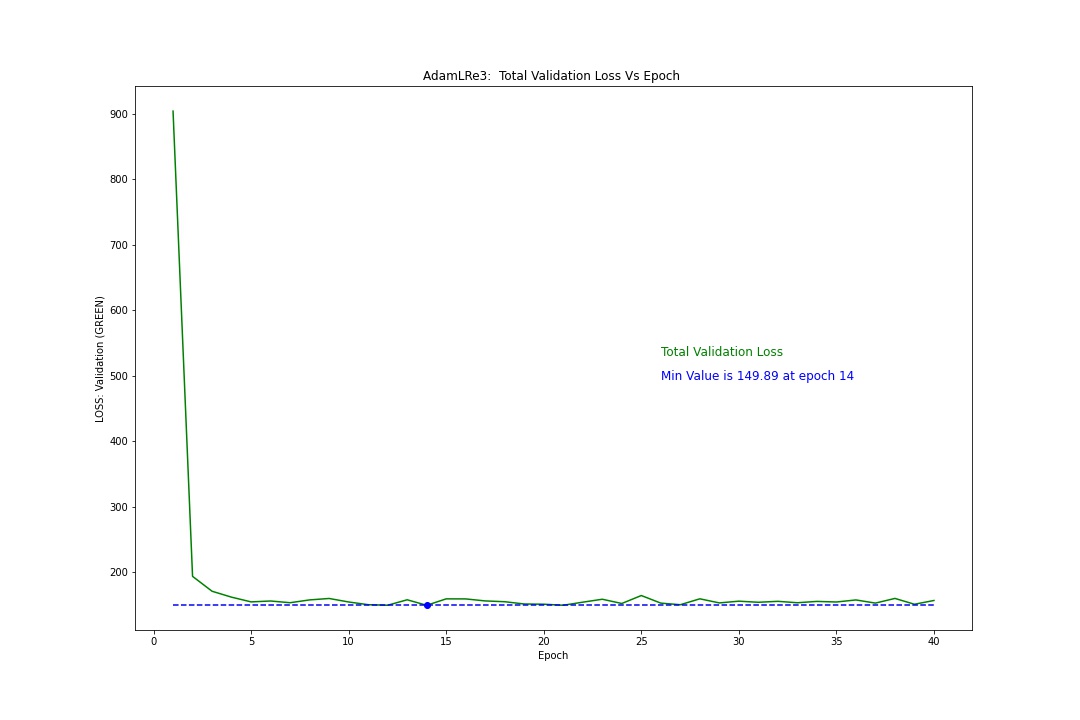 AdamLRe3:  Total Validation Loss Vs Epoch
LOSS: Validation (GREEN)
900
800
700
600
500
400
300
200
Total Validation Loss
Min Value is 149.89 at epoch 14
0 5 10 15 20 25 30 35 40
Epoch